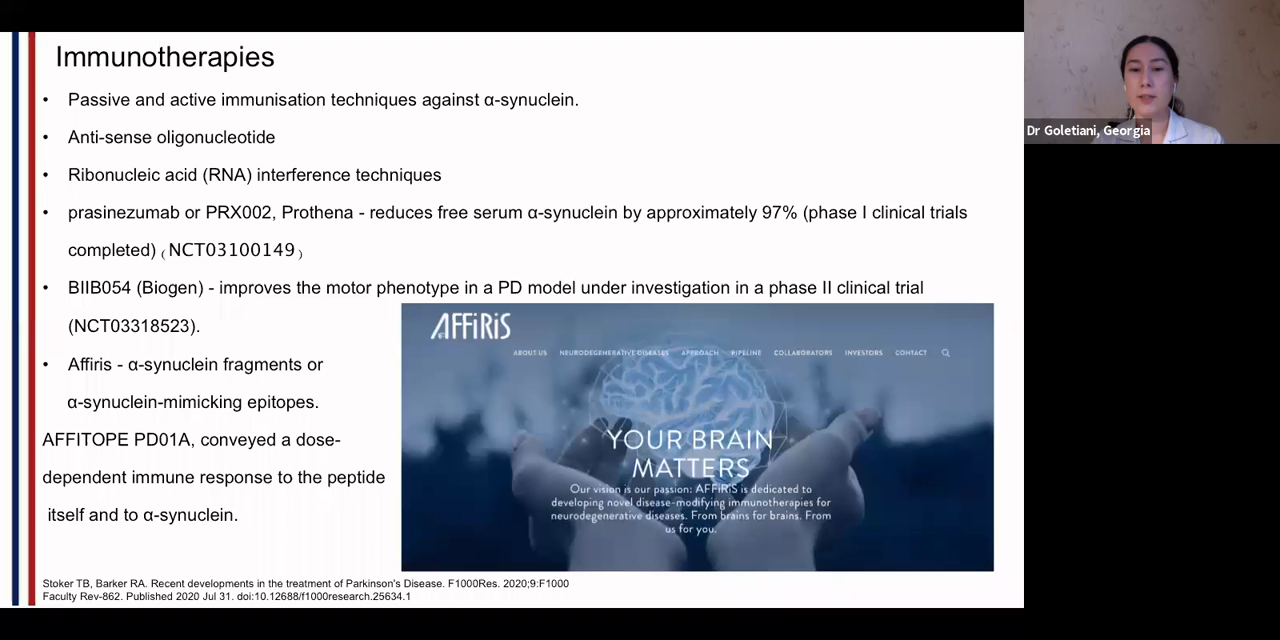 Immunotherapies
• Passive and active immunisation techniques against α-synuclein.
• Anti-sense oligonucleotide
• Ribonucleic acid (RNA) interference techniques
• prasinezumab or PRX002, Prothena - reduces free serum α-synuclein by approximately 97% (phase I clinical trials
completed) (NCT03100149)
• BIIB054 (Biogen) - improves the motor phenotype in a PD model under investigation in a phase II clinical trial
(NCT03318523).
• Affiris - α-synuclein fragments or
α-synuclein-mimicking epitopes.
AFFITOPE PD01A, conveyed a dose-
dependent immune response to the peptide
itself and to α-synuclein.
AFFiRiS
ABOUT US NEURODEGENERATIVE DISEASES APPROACH PIPELINE COLLABORATORS INVESTORS CONTACT
YOUR BRAIN
MATTERS
Our vision is our passion: AFFiRiS is dedicated to
developing novel disease-modifying immunotherapies for
neurodegenerative diseases. From brains for brains. From
us for you.
Stoker TB, Barker RA. Recent developments in the treatment of Parkinson's Disease. F1000Res. 2020;9:F1000
Faculty Rev-862. Published 2020 Jul 31. doi:10.12688/f1000research.25634.1
Dr Goletiani, Georgia